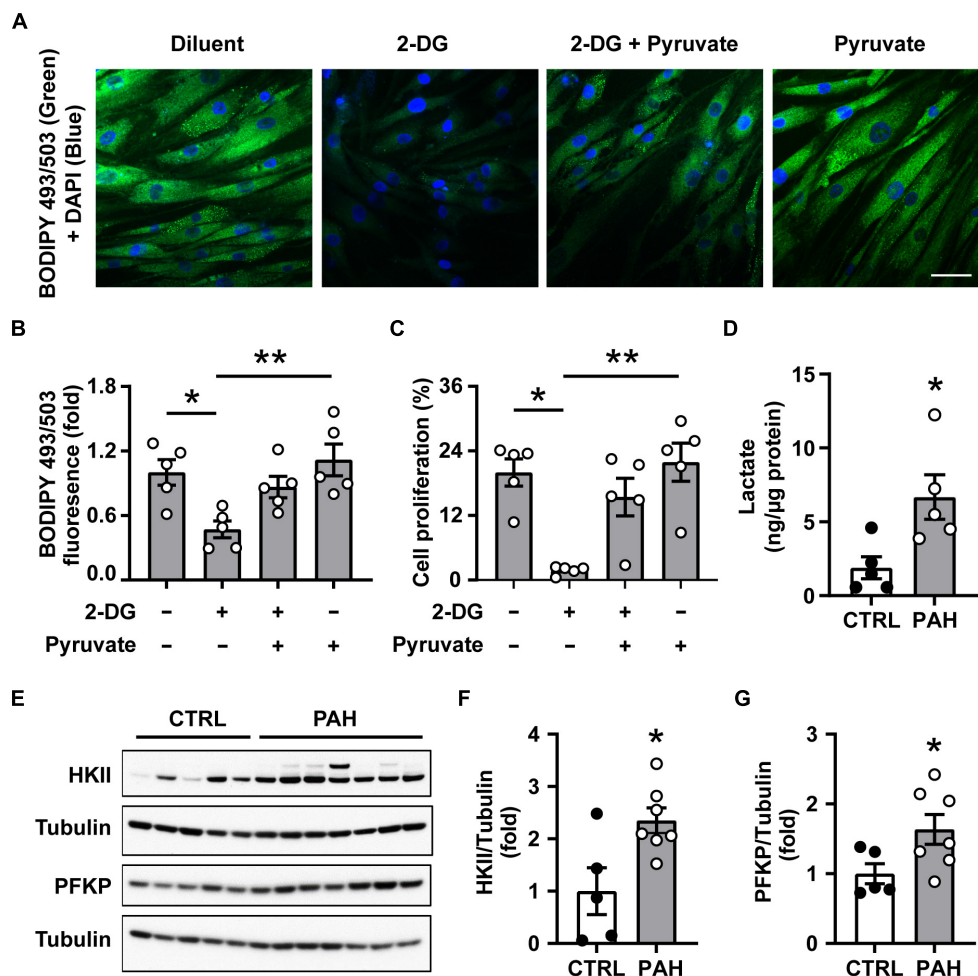 A
Diluent 2-DG 2-DG + Pyruvate Pyruvate
BODIPY 493/503 (Green)
+ DAPI (Blue)
B
BODIPY 493/503
fluoresence (fold)
1.8
1.2
0.6
0.0
* **
2-DG − + + −
Pyruvate − − + +
C
Cell proliferation (%)
36
24
12
0
* **
2-DG − + + −
Pyruvate − − + +
D
Lactate
(ng/µg protein)
15
10
5
0
*
CTRL PAH
E
CTRL PAH
HKII
Tubulin
PFKP
Tubulin
F
HKII/Tubulin
(fold)
4
3
2
1
0
*
CTRL PAH
G
PFKP/Tubulin
(fold)
3
2
1
0
*
CTRL PAH